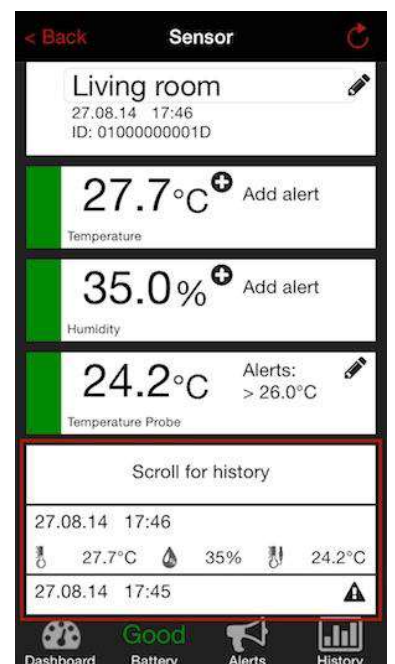 < Back Sensor
Living room
27.08.14 17:46
ID: 01000000001D
27.7°C Add alert
Temperature
35.0% Add alert
Humidity
24.2°C Alerts:
> 26.0°C
Temperature Probe
Scroll for history
27.08.14 17:46
27.7°C 35% 24.2°C
27.08.14 17:45
Good
Dashboard Battery Alerts History